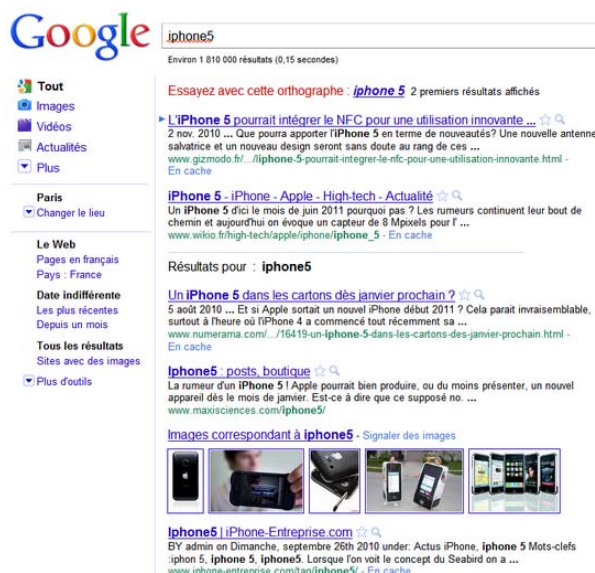 Google
iphone5
Environ 1 810 000 résultats (0,15 secondes)
Tout
Images
Vidéos
Actualités
Plus
Paris
Changer le lieu
Le Web
Pages en français
Pays : France
Date indifférente
Les plus récentes
Depuis un mois
Tous les résultats
Sites avec des images
Plus d'outils
Essayez avec cette orthographe : iphone 5 2 premiers résultats affichés
L'iPhone 5 pourrait intégrer le NFC pour une utilisation innovante ...
2 nov. 2010 ... Que pourra apporter l'iPhone 5 en terme de nouveautés? Une nouvelle antenne
salvatrice et un nouveau design seront sans doute au rang de ces ...
www.gizmodo.fr/.../liphone-5-pourrait-integrer-le-nfc-pour-une-utilisation-innovante.html -
En cache
iPhone 5 - iPhone - Apple - High-tech - Actualité
Un iPhone 5 d'ici le mois de juin 2011 pourquoi pas ? Les rumeurs continuent leur bout de
chemin et aujourd'hui on évoque un capteur de 8 Mpixels pour l' ...
www.wikio.fr/high-tech/apple/iphone/iphone_5 - En cache
Résultats pour : iphone5
Un iPhone 5 dans les cartons dès janvier prochain ?
5 août 2010 ... Et si Apple sortait un nouvel iPhone début 2011 ? Cela parait invraisemblable,
surtout à l'heure où l'iPhone 4 a commencé tout récemment sa ...
www.numerama.com/.../16419-un-iphone-5-dans-les-cartons-des-janvier-prochain.html -
En cache
Iphone5 : posts, boutique
La rumeur d'un iPhone 5 ! Apple pourrait bien produire, ou du moins présenter, un nouvel
appareil dés le mois de janvier. Est-ce à dire que ce supposé no. ...
www.maxisciences.com/iphone5/
Images correspondant à iphone5 - Signaler des images
Iphone5 | iPhone-Entreprise.com
BY admin on Dimanche, septembre 26th 2010 under: Actus iPhone, iphone 5 Mots-clefs
:iphon 5, iphone 5, iphone5. Lorsque l'on voit le concept du Seabird on a ...
www.iphone-entreprise.com/tag/iphone5/ - En cache